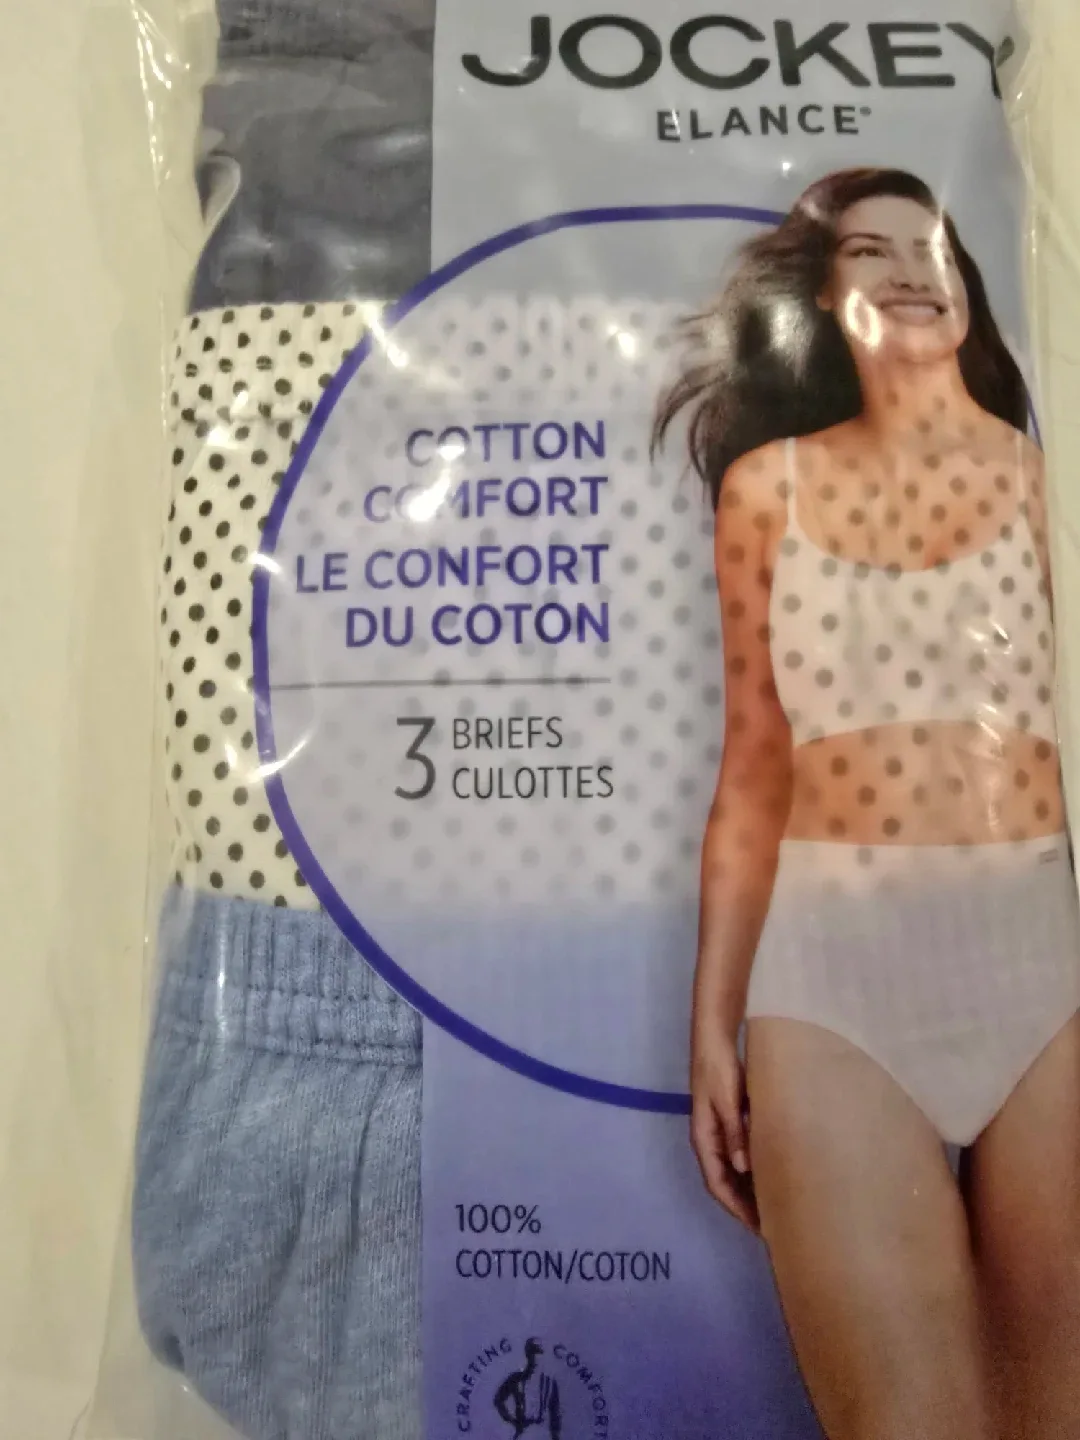 JOCKEY
ELANCE®
COTTON
COMFORT
LE CONFORT
DU COTON
3 BRIEFS
CULOTTES
100%
COTTON/COTON
CRAFTING COMFORT